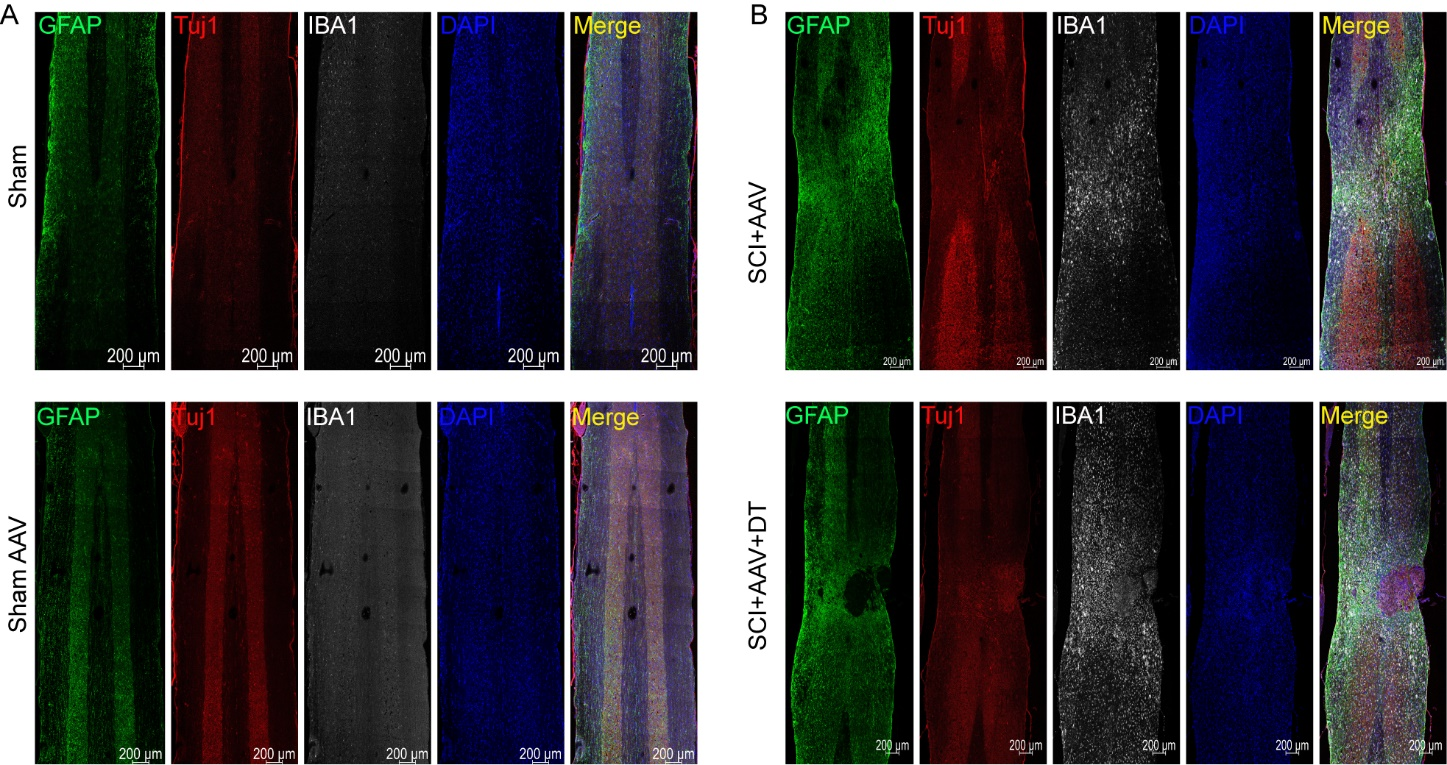 A
B
GFAP Tuj1 IBA1 DAPI Merge
Sham
200 µm 200 µm 200 µm 200 µm 200 µm
GFAP Tuj1 IBA1 DAPI Merge
SCI+AAV
200 µm 200 µm 200 µm 200 µm 200 µm
GFAP Tuj1 IBA1 DAPI Merge
Sham AAV
200 µm 200 µm 200 µm 200 µm 200 µm
GFAP Tuj1 IBA1 DAPI Merge
SCI+AAV+DT
200 µm 200 µm 200 µm 200 µm 200 µm